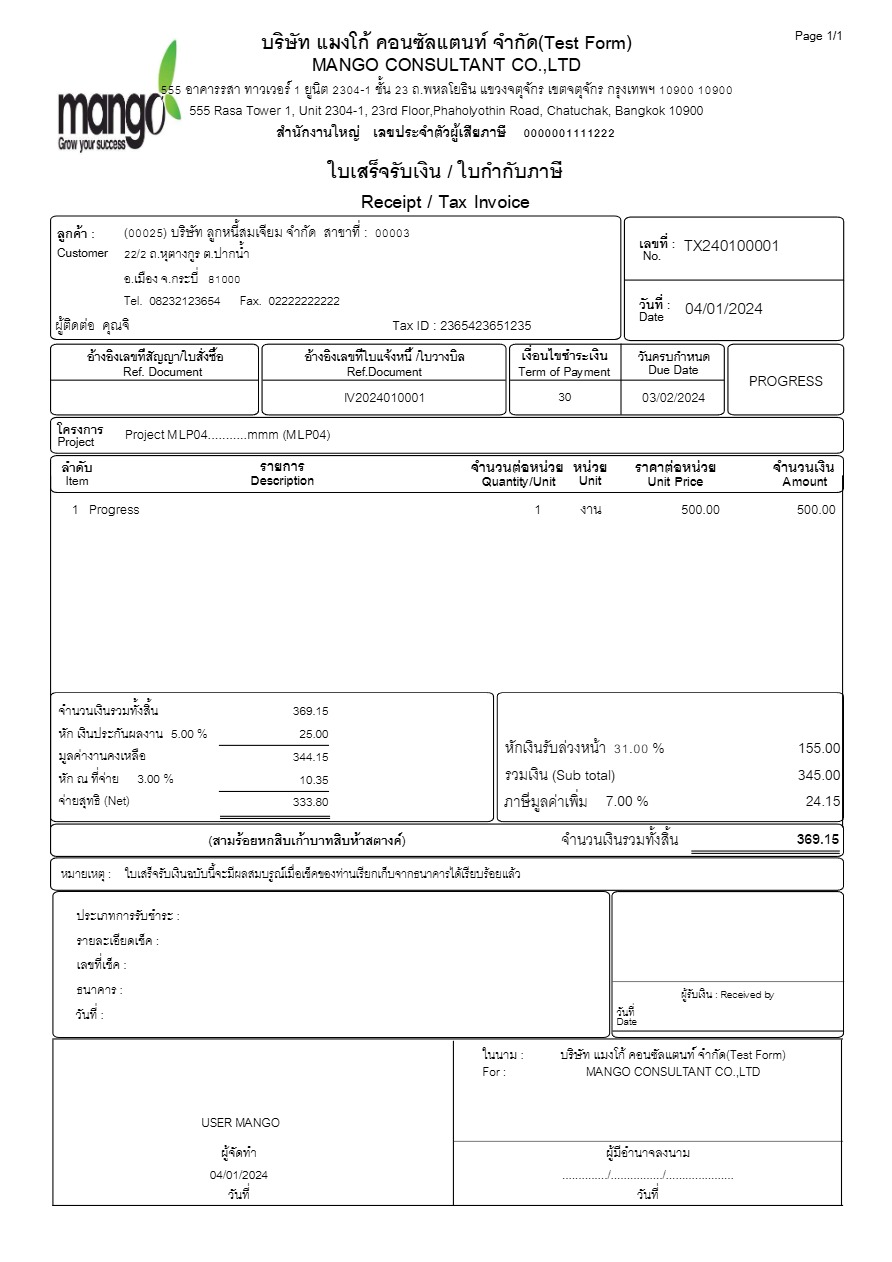 Page 1/1
mango
Grow your success
บริษัท แมงโก้ คอนซัลแตนท์ จำกัด(Test Form)
MANGO CONSULTANT CO.,LTD
555 อาคารรสา ทาวเวอร์ 1 ยูนิต 2304-1 ชั้น 23 ถ.พหลโยธิน แขวงจตุจักร เขตจตุจักร กรุงเทพฯ 10900 10900
555 Rasa Tower 1, Unit 2304-1, 23rd Floor,Phaholyothin Road, Chatuchak, Bangkok 10900
สำนักงานใหญ่ เลขประจำตัวผู้เสียภาษี 0000001111222
ใบเสร็จรับเงิน / ใบกำกับภาษี
Receipt / Tax Invoice
ลูกค้า : (00025) บริษัท ลูกหนี้สมเจียม จำกัด สาขาที่ : 00003
Customer 22/2 ถ.หุตางกูร ต.ปากน้ำ
อ.เมือง จ.กระบี่ 81000
Tel. 08232123654 Fax. 02222222222
ผู้ติดต่อ คุณจิ Tax ID : 2365423651235
เลขที่ : TX240100001
No.
วันที่ : 04/01/2024
Date
อ้างอิงเลขที่สัญญา/ใบสั่งซื้อ อ้างอิงเลขที่ใบแจ้งหนี้ /ใบวางบิล เงื่อนไขชำระเงิน วันครบกำหนด
Ref. Document Ref.Document Term of Payment Due Date
PROGRESS
IV2024010001 30 03/02/2024
โครงการ Project MLP04..........mmm (MLP04)
Project
ลำดับ รายการ จำนวนต่อหน่วย หน่วย ราคาต่อหน่วย จำนวนเงิน
Item Description Quantity/Unit Unit Unit Price Amount
1 Progress 1 งาน 500.00 500.00
จำนวนเงินรวมทั้งสิ้น 369.15
หัก เงินประกันผลงาน 5.00 % 25.00
มูลค่างานคงเหลือ 344.15
หัก ณ ที่จ่าย 3.00 % 10.35
จ่ายสุทธิ (Net) 333.80
หักเงินรับล่วงหน้า 31.00 % 155.00
รวมเงิน (Sub total) 345.00
ภาษีมูลค่าเพิ่ม 7.00 % 24.15
(สามร้อยหกสิบเก้าบาทสิบห้าสตางค์) จำนวนเงินรวมทั้งสิ้น 369.15
หมายเหตุ : ใบเสร็จรับเงินฉบับนี้จะมีผลสมบูรณ์เมื่อเช็คของท่านเรียกเก็บจากธนาคารได้เรียบร้อยแล้ว
ประเภทการรับชำระ :
รายละเอียดเช็ค :
เลขที่เช็ค :
ธนาคาร :
วันที่ :
ผู้รับเงิน : Received by
วันที่
Date
ในนาม : บริษัท แมงโก้ คอนซัลแตนท์ จำกัด(Test Form)
For : MANGO CONSULTANT CO.,LTD
USER MANGO
ผู้จัดทำ
04/01/2024
วันที่
ผู้มีอำนาจลงนาม
............../................/.....................
วันที่